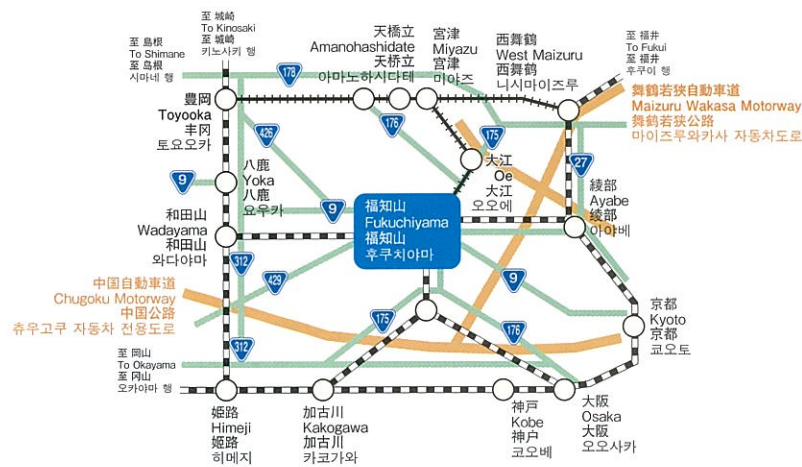 至 島根
To Shimane
至 島根
시마네 행
至 城崎
To Kinosaki
至 城崎
키노사키 행
178
天橋立
Amanohashidate
天桥立
아마노하시다테
宮津
Miyazu
宫津
미야즈
西舞鶴
West Maizuru
西舞鹤
니시마이즈루
至 福井
To Fukui
至 福井
후쿠이 행
舞鶴若狭自動車道
Maizuru Wakasa Motorway
舞鹤若狭公路
마이즈루와카사 자동차도로
豊岡
Toyooka
丰冈
토요오카
426
176
175
大江
Oe
大江
오오에
27
綾部
Ayabe
绫部
아야베
9
八鹿
Yoka
八鹿
요우카
9
福知山
Fukuchiyama
福知山
후쿠치야마
和田山
Wadayama
和田山
와다야마
312
429
9
中国自動車道
Chugoku Motorway
中国公路
츄우고쿠 자동차 전용도로
175
176
312
京都
Kyoto
京都
코오토
至 岡山
To Okayama
至 冈山
오카야마 행
姫路
Himeji
姫路
히메지
加古川
Kakogawa
加古川
카코가와
神戸
Kobe
神户
코오베
大阪
Osaka
大阪
오오사카